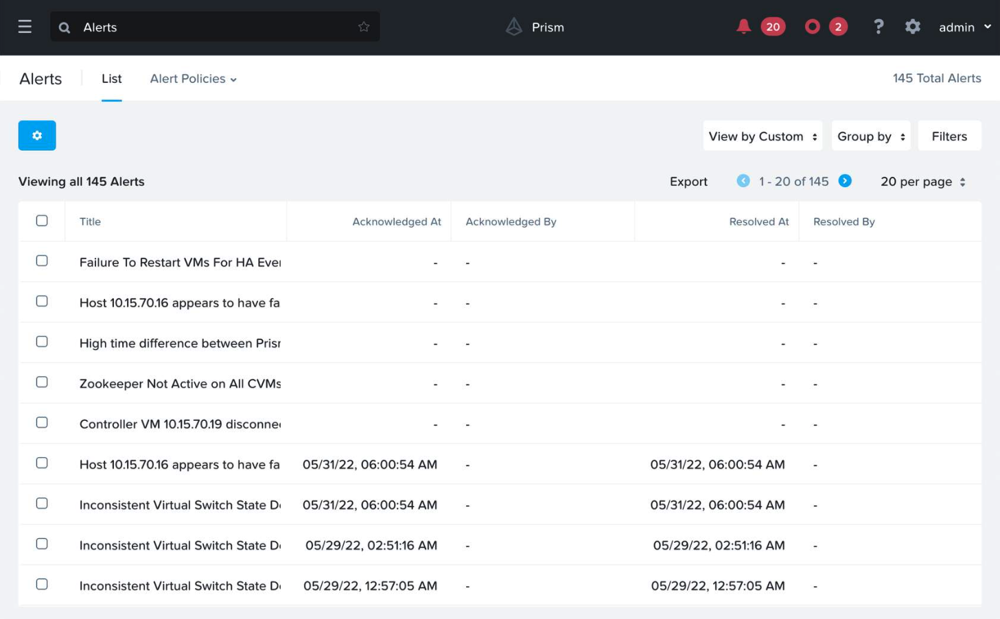 Alerts
Prism
20
2
?
admin
Alerts
List
Alert Policies
145 Total Alerts
View by Custom
Group by
Filters
Viewing all 145 Alerts
Export
1 - 20 of 145
20 per page
Title Acknowledged At Acknowledged By Resolved At Resolved By
Failure To Restart VMs For HA Ever - - - -
Host 10.15.70.16 appears to have fa - - - -
High time difference between Prisr - - - -
Zookeeper Not Active on All CVMs - - - -
Controller VM 10.15.70.19 disconne - - - -
Host 10.15.70.16 appears to have fa 05/31/22, 06:00:54 AM - 05/31/22, 06:00:54 AM -
Inconsistent Virtual Switch State D 05/31/22, 06:00:54 AM - 05/31/22, 06:00:54 AM -
Inconsistent Virtual Switch State D 05/29/22, 02:51:16 AM - 05/29/22, 02:51:16 AM -
Inconsistent Virtual Switch State D 05/29/22, 12:57:05 AM - 05/29/22, 12:57:05 AM -